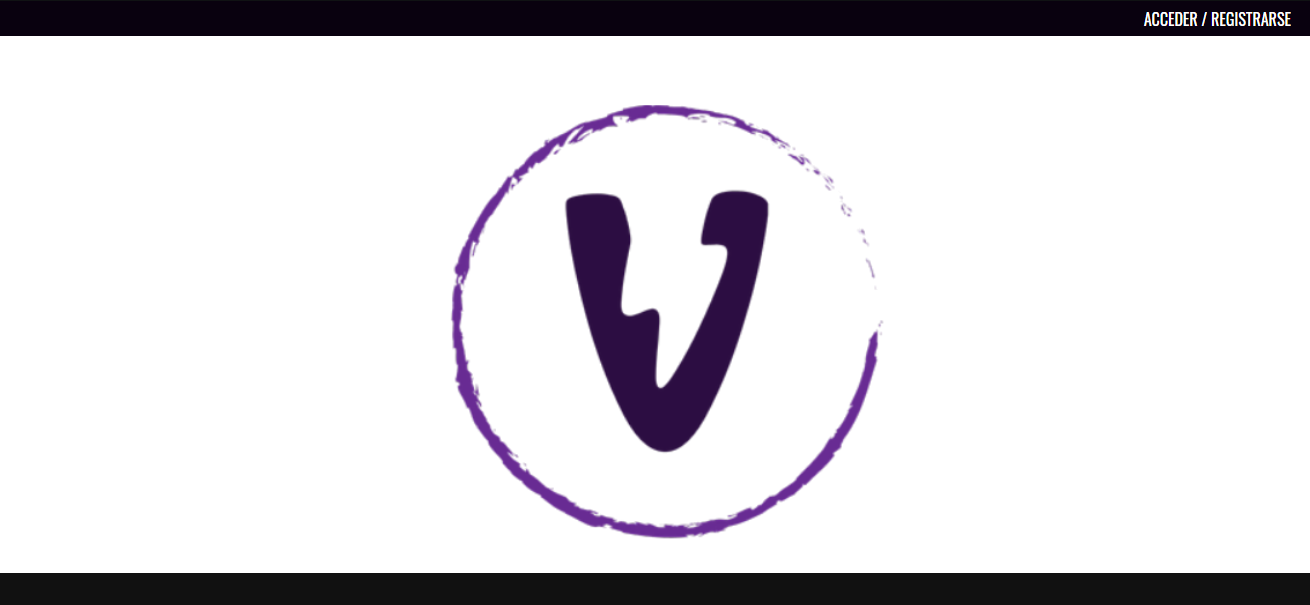 ACCEDER / REGISTRARSE
V